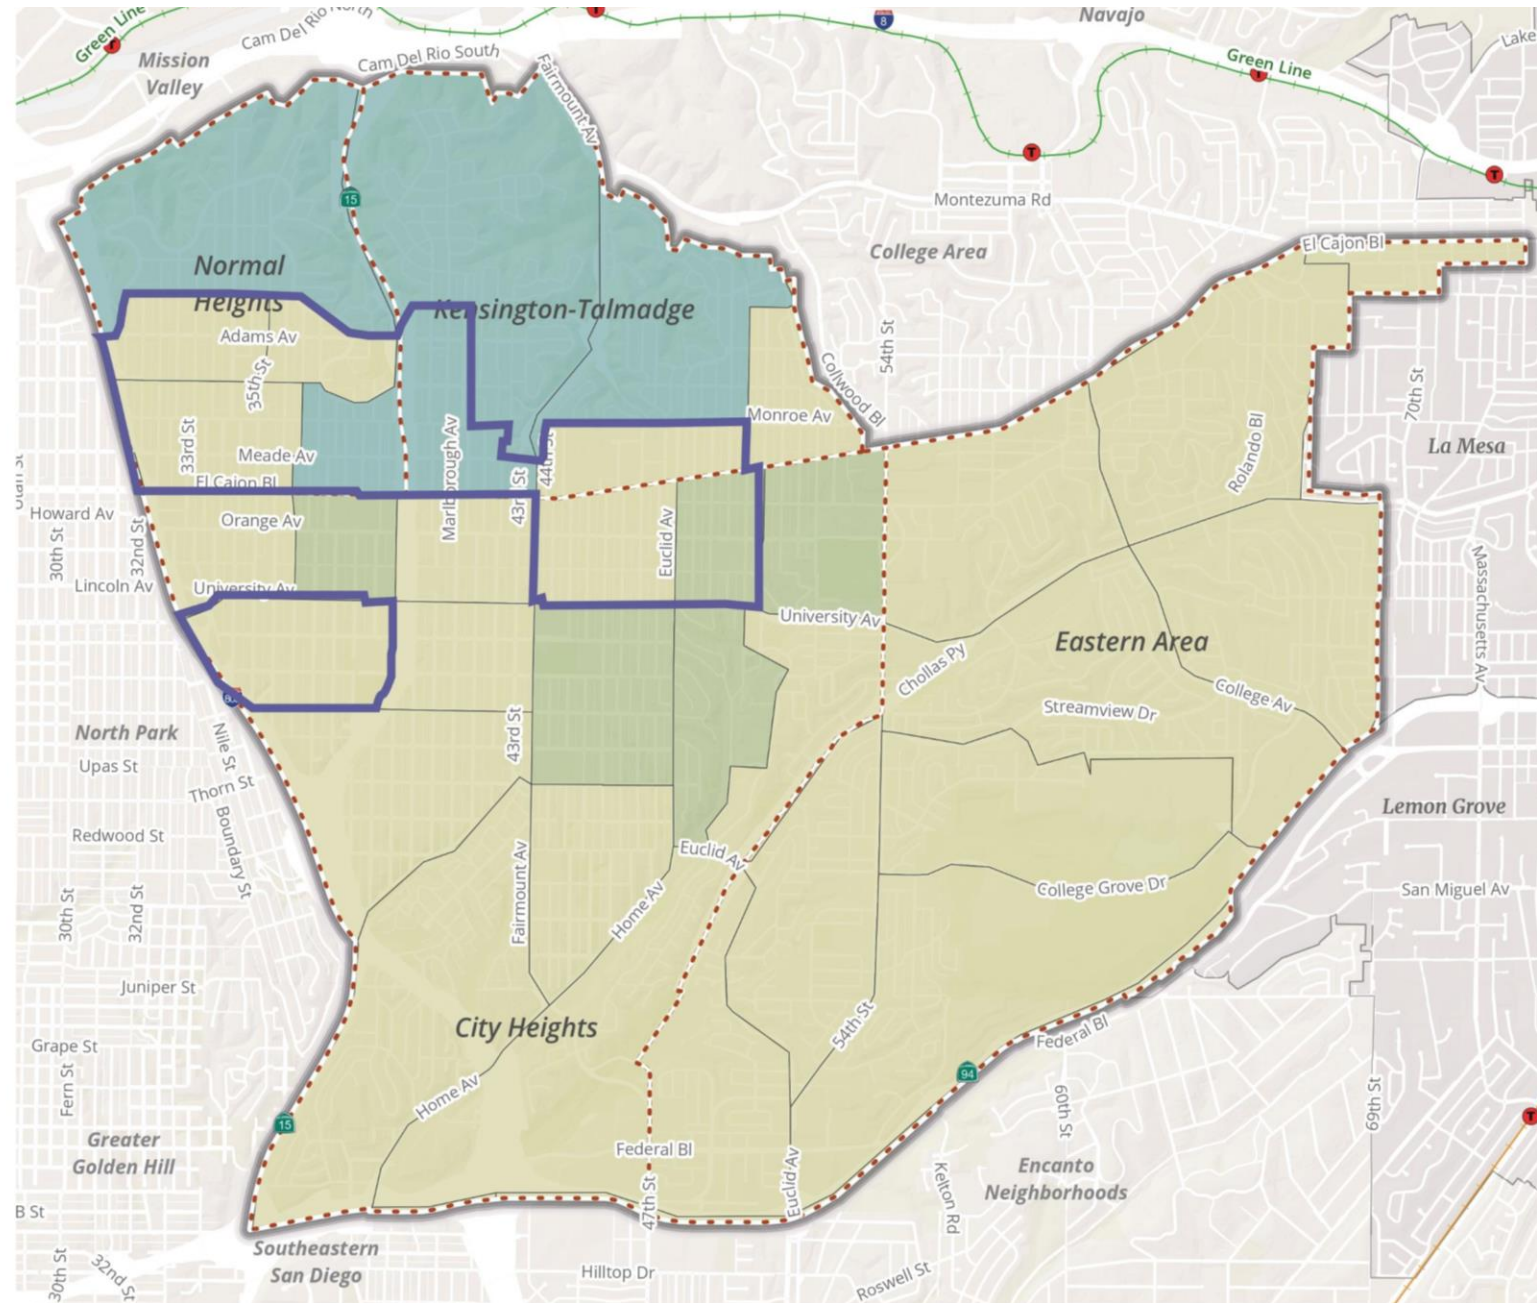 Green Line
Mission
Valley
Cam Del Rio North
Cam Del Rio South
Fairmount Av
8
Navajo
Green Line
Lake
15
Montezuma Rd
College Area
El Cajon Bl
Normal
Heights
Kensington-Talmadge
Adams Av
35th St
54th St
Collwood Bl
70th St
Monroe Av
33rd St
Meade Av
Marlborough Av
44th St
Rolando Bl
La Mesa
El Cajon Bl
43rd St
Howard Av
Orange Av
30th St
32nd St
Euclid Av
Massachusetts Av
Lincoln Av
University Av
University Av
Eastern Area
Chollas Py
College Av
Streamview Dr
North Park
Nile St
43rd St
Upas St
Thorn St
Boundary St
Redwood St
Lemon Grove
Euclid Av
Fairmount Av
Home Av
College Grove Dr
San Miguel Av
30th St
32nd St
Juniper St
City Heights
54th St
Federal Bl
Grape St
Fern St
94
Home Av
60th St
69th St
15
Greater
Golden Hill
Federal Bl
47th St
Euclid Av
Kelton Rd
Encanto
Neighborhoods
B St
Southeastern
San Diego
30th St
32nd St
Hilltop Dr
Roswell St